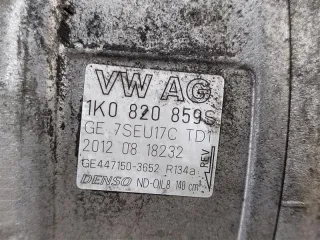 VW AG
1K0 820 859S
GE 7SEU17C TD1
2012 08 18232
GE447150-3652 R134a
DENSO ND-OIL8 140 cm³
REV